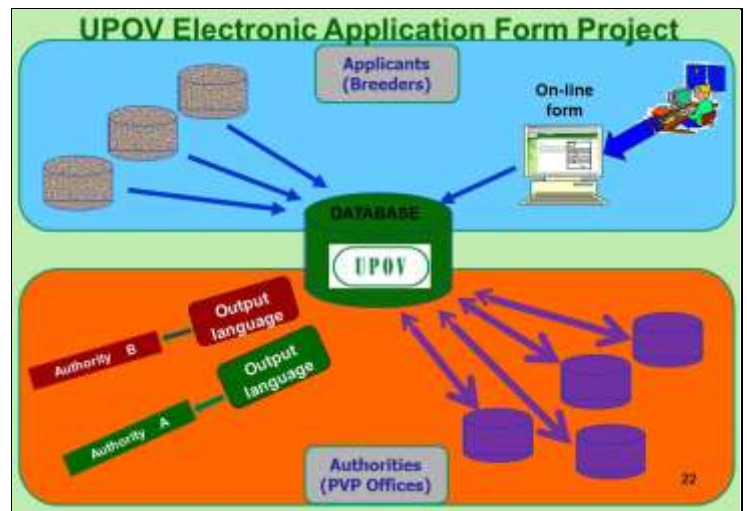 UPOV Electronic Application Form Project
Applicants
(Breeders)
On-line
form
DATABASE
UPOV
Output
language
Authority B
Output
language
Authority A
Authorities
(PVP Offices)
22